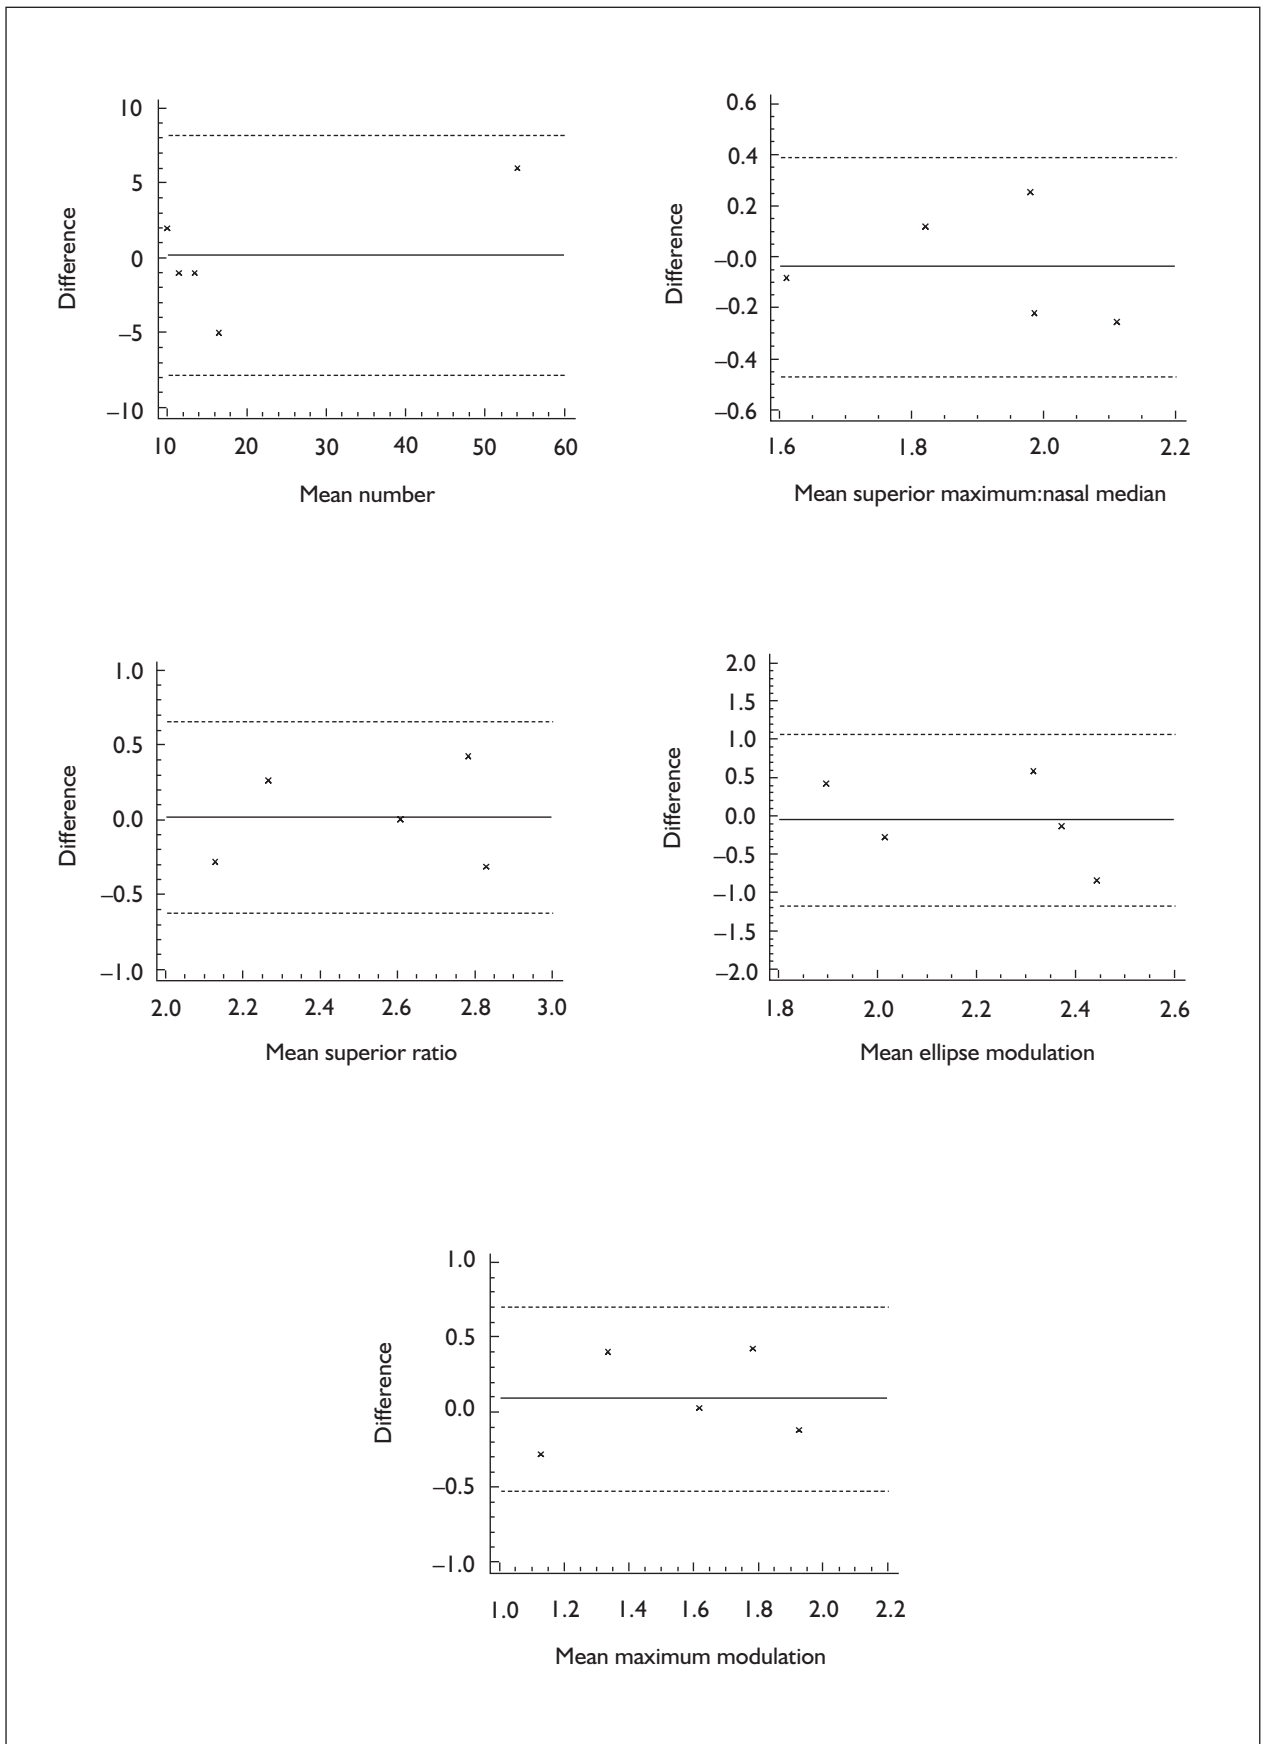 10
5
0
–5
–10
Difference
10 20 30 40 50 60
Mean number
0.6
0.4
0.2
–0.0
–0.2
–0.4
–0.6
Difference
1.6 1.8 2.0 2.2
Mean superior maximum:nasal median
1.0
0.5
0.0
–0.5
–1.0
Difference
2.0 2.2 2.4 2.6 2.8 3.0
Mean superior ratio
2.0
1.5
1.0
0.5
0.0
–0.5
–1.0
–1.5
–2.0
Difference
1.8 2.0 2.2 2.4 2.6
Mean ellipse modulation
1.0
0.5
0.0
–0.5
–1.0
Difference
1.0 1.2 1.4 1.6 1.8 2.0 2.2
Mean maximum modulation